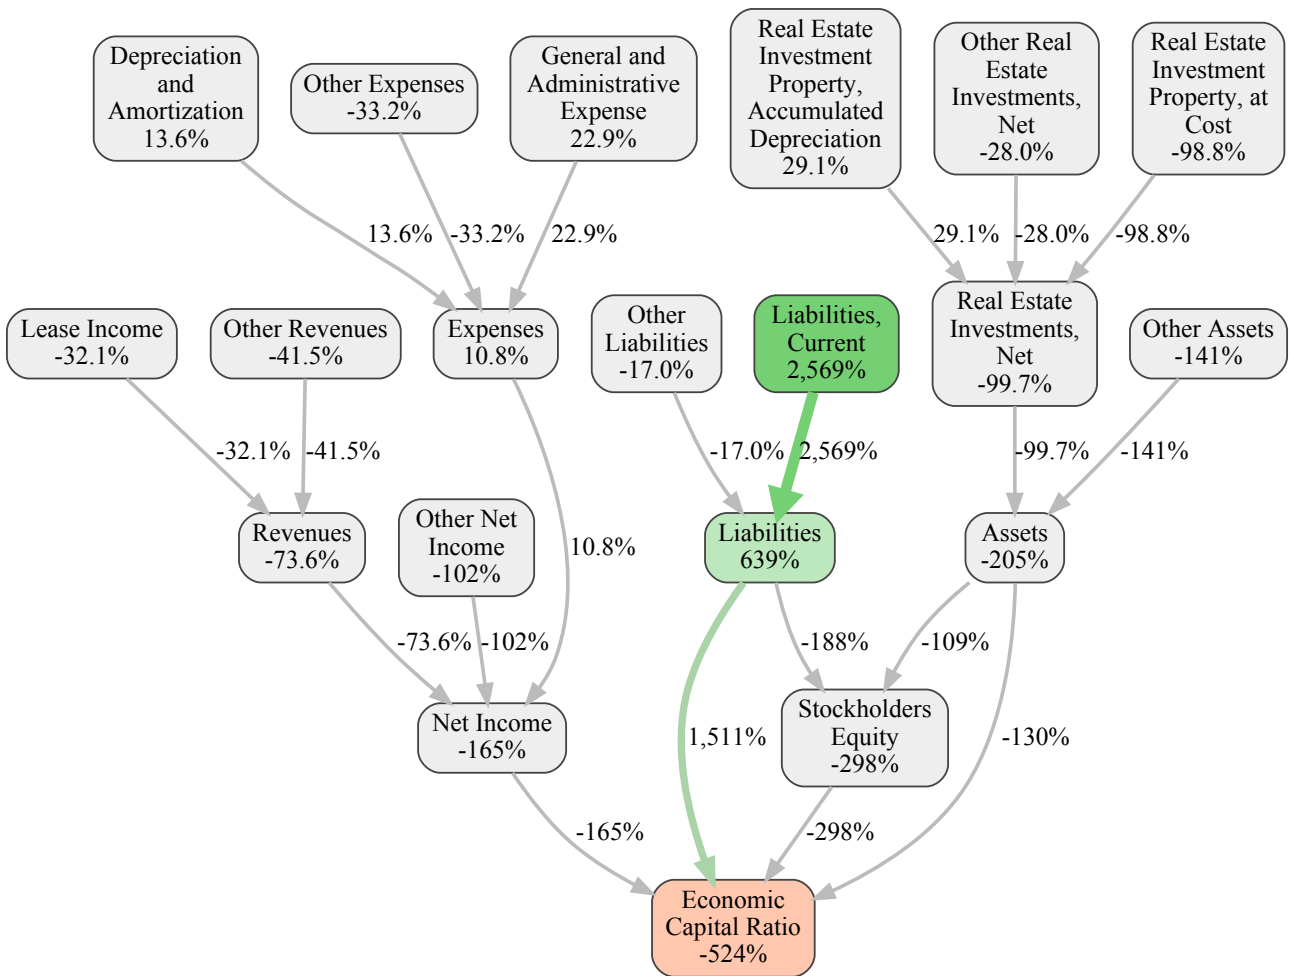 Depreciation
and
Amortization
13.6%
Other Expenses
-33.2%
General and
Administrative
Expense
22.9%
Real Estate
Investment
Property,
Accumulated
Depreciation
29.1%
Other Real
Estate
Investments,
Net
-28.0%
Real Estate
Investment
Property, at
Cost
-98.8%
13.6%
-33.2%
22.9%
29.1%
-28.0%
-98.8%
Lease Income
-32.1%
Other Revenues
-41.5%
Expenses
10.8%
Other
Liabilities
-17.0%
Liabilities,
Current
2,569%
Real Estate
Investments,
Net
-99.7%
Other Assets
-141%
-32.1%
-41.5%
-17.0%
2,569%
-99.7%
-141%
Revenues
-73.6%
Other Net
Income
-102%
10.8%
Liabilities
639%
Assets
-205%
-73.6%
-102%
-188%
-109%
Net Income
-165%
1,511%
Stockholders
Equity
-298%
-130%
-165%
-298%
Economic
Capital Ratio
-524%